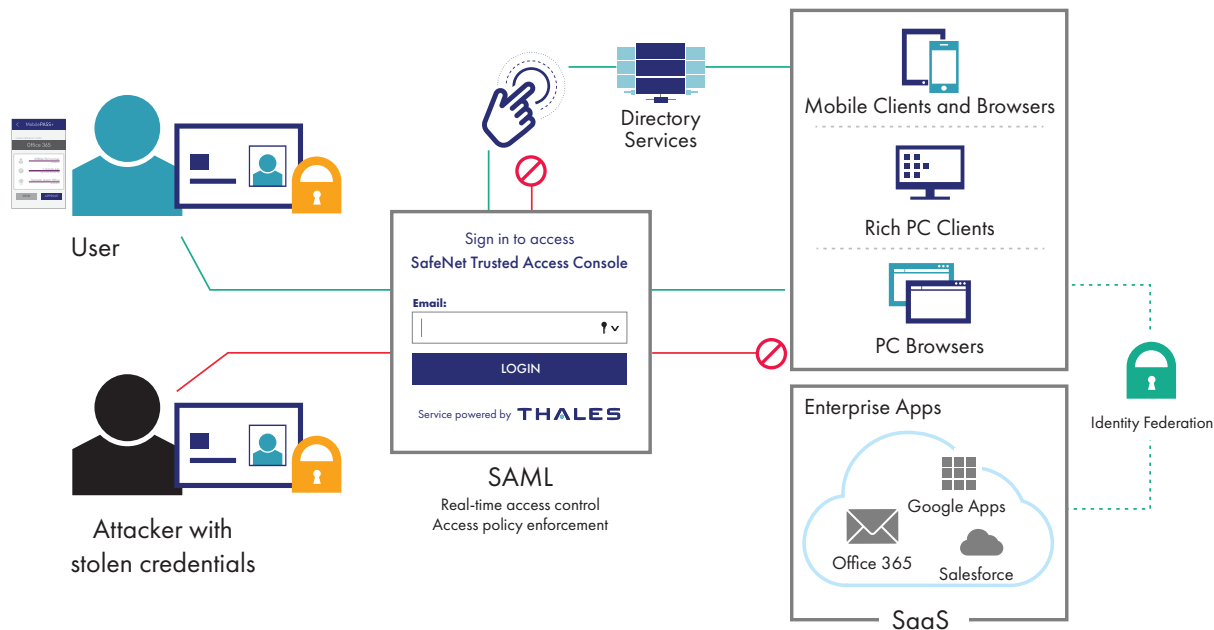 MobilePASS+
Office 365
User
Attacker with
stolen credentials
Sign in to access
SafeNet Trusted Access Console
Email:
LOGIN
Service powered by THALES
SAML
Real-time access control
Access policy enforcement
Directory
Services
Mobile Clients and Browsers
Rich PC Clients
PC Browsers
Identity Federation
Enterprise Apps
Google Apps
Office 365
Salesforce
SaaS